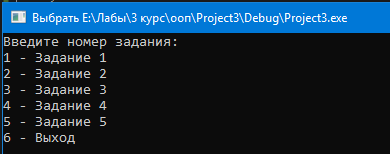 Выбрать E:\Лабы\3 курс\ооп\Project3\Debug\Project3.exe
Введите номер задания:
1 - Задание 1
2 - Задание 2
3 - Задание 3
4 - Задание 4
5 - Задание 5
6 - Выход